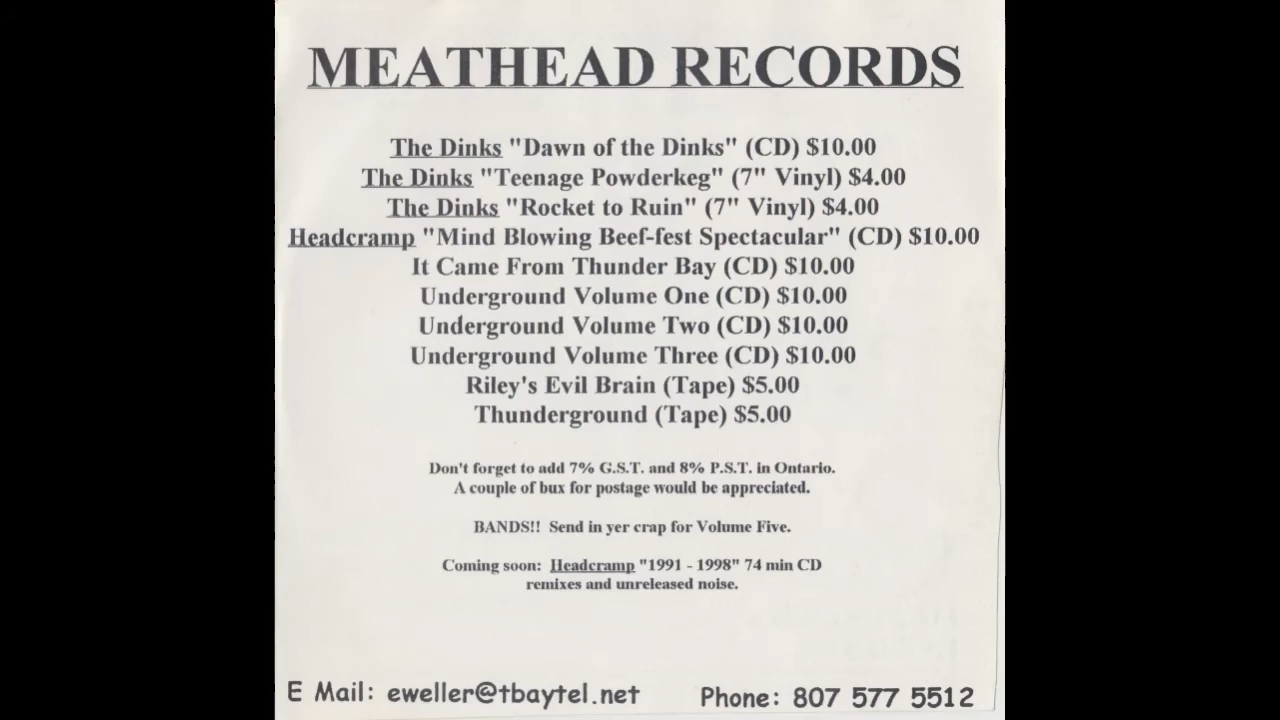 MEATHEAD RECORDS
The Dinks "Dawn of the Dinks" (CD) $10.00
The Dinks "Teenage Powderkeg" (7" Vinyl) $4.00
The Dinks "Rocket to Ruin" (7" Vinyl) $4.00
Headcramp "Mind Blowing Beef-fest Spectacular" (CD) $10.00
It Came From Thunder Bay (CD) $10.00
Underground Volume One (CD) $10.00
Underground Volume Two (CD) $10.00
Underground Volume Three (CD) $10.00
Riley's Evil Brain (Tape) $5.00
Thunderground (Tape) $5.00
Don't forget to add 7% G.S.T. and 8% P.S.T. in Ontario.
A couple of bux for postage would be appreciated.
BANDS!! Send in yer crap for Volume Five.
Coming soon: Headcramp "1991 - 1998" 74 min CD
remixes and unreleased noise.
E Mail: eweller@tbaytel.net Phone: 807 577 5512